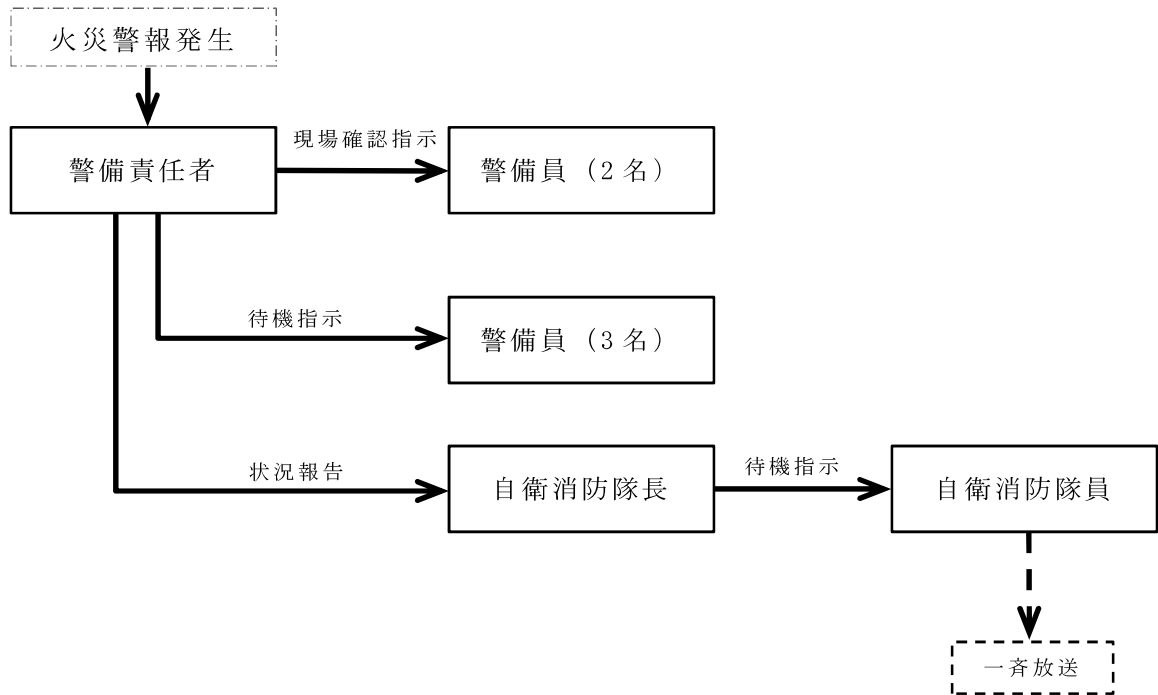 火災警報発生
現場確認指示
警備責任者
警備員（2名）
待機指示
警備員（3名）
状況報告
自衛消防隊長
待機指示
自衛消防隊員
一斉放送